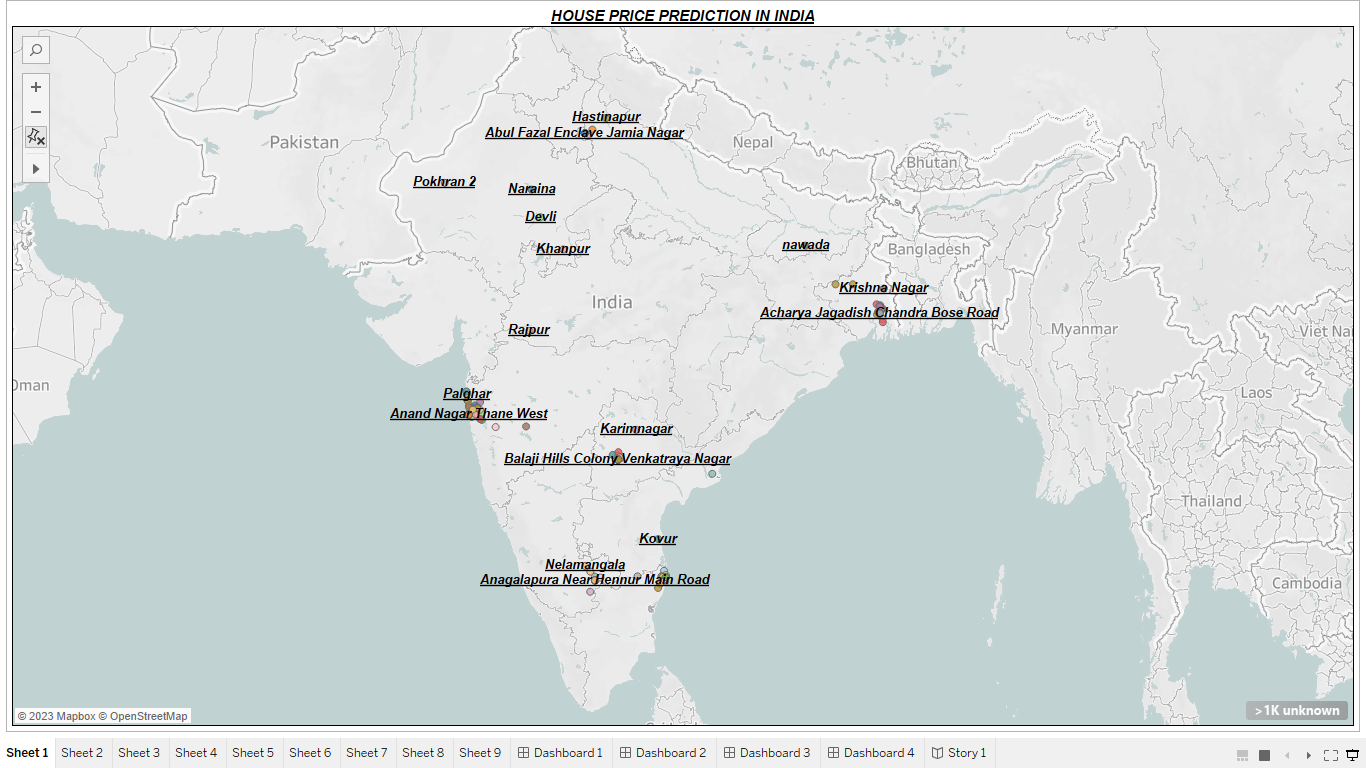 HOUSE PRICE PREDICTION IN INDIA
Hastinapur
Abul Fazal Enclave Jamia Nagar
Pakistan
Nepal
Bhutan
Pokhran 2
Naraina
Devli
Khanpur
nawada
Bangladesh
Krishna Nagar
India
Acharya Jagadish Chandra Bose Road
Rajpur
Myanmar
Viet Nar
Oman
Palghar
Laos
Anand Nagar Thane West
Karimnagar
Balaji Hills Colony Venkatraya Nagar
Thailand
Kovur
Nelamangala
Anagalapura Near Hennur Main Road
Cambodia
© 2023 Mapbox © OpenStreetMap
>1K unknown
Sheet 1 Sheet 2 Sheet 3 Sheet 4 Sheet 5 Sheet 6 Sheet 7 Sheet 8 Sheet 9 Dashboard 1 Dashboard 2 Dashboard 3 Dashboard 4 Story 1